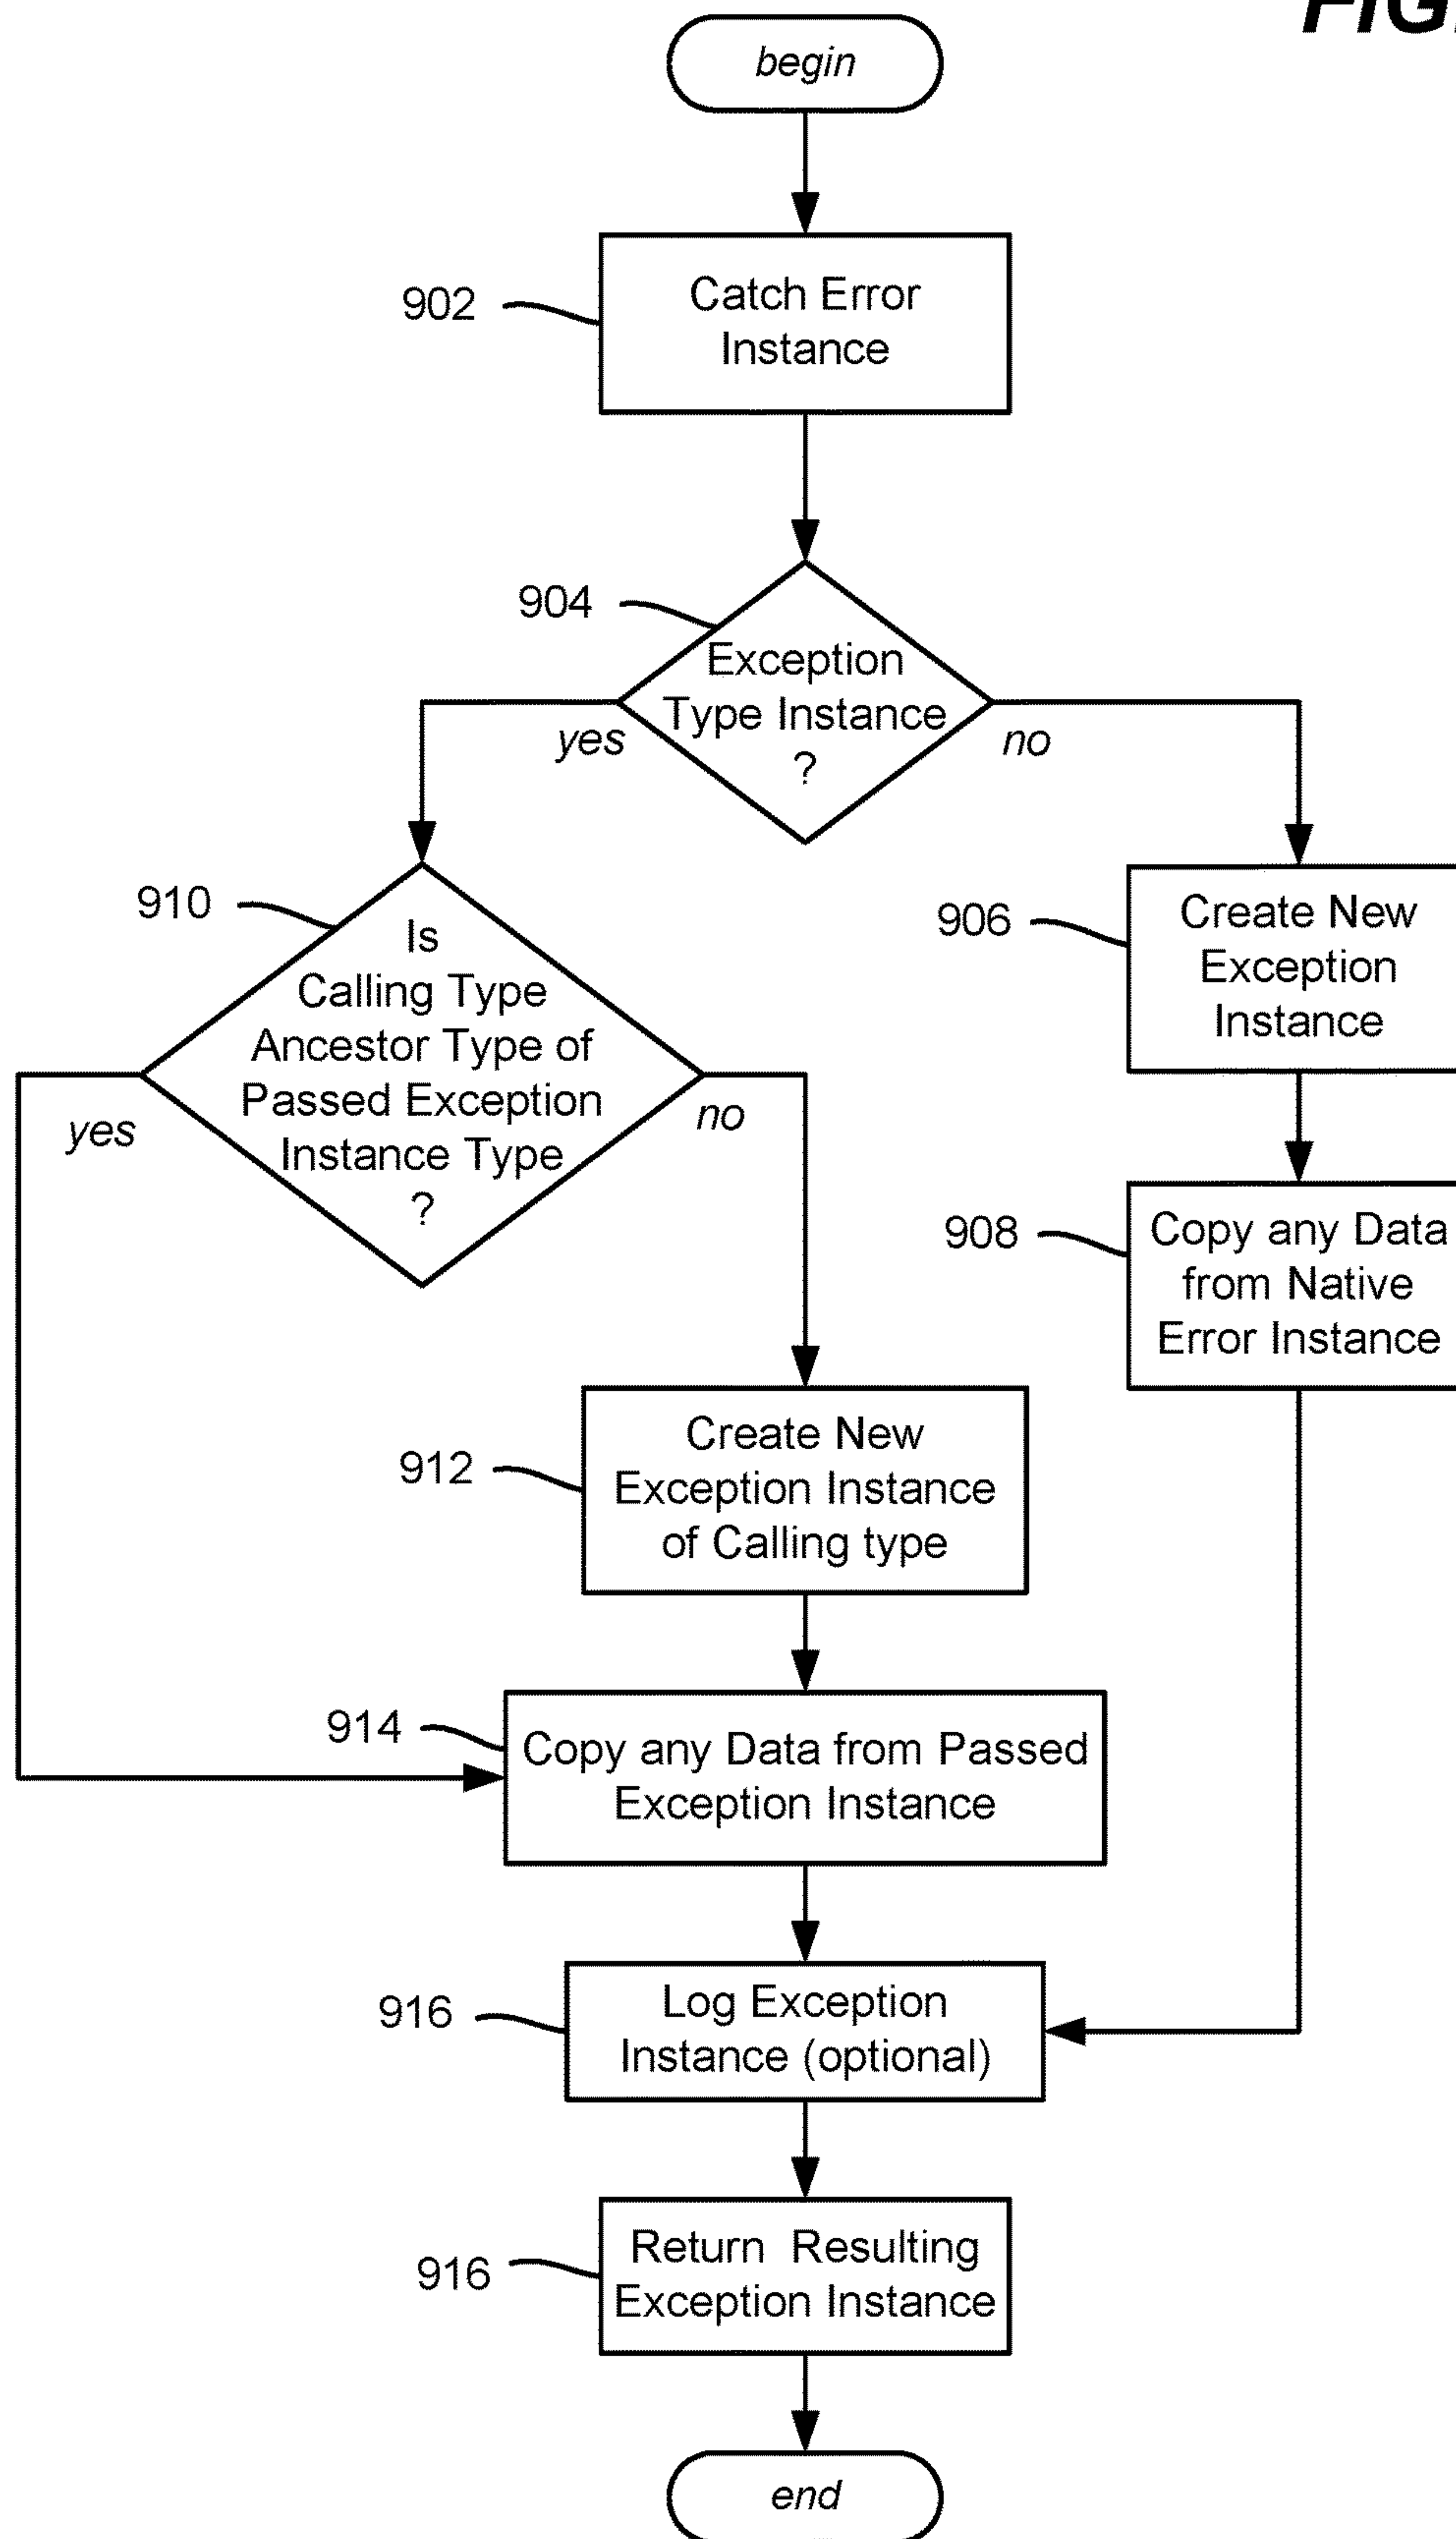 FIG
begin
902
Catch Error
Instance
904
Exception
Type Instance
?
yes
no
910
Is
Calling Type
Ancestor Type of
Passed Exception
Instance Type
?
yes
no
906
Create New
Exception
Instance
908
Copy any Data
from Native
Error Instance
912
Create New
Exception Instance
of Calling type
914
Copy any Data from Passed
Exception Instance
916
Log Exception
Instance (optional)
916
Return Resulting
Exception Instance
end